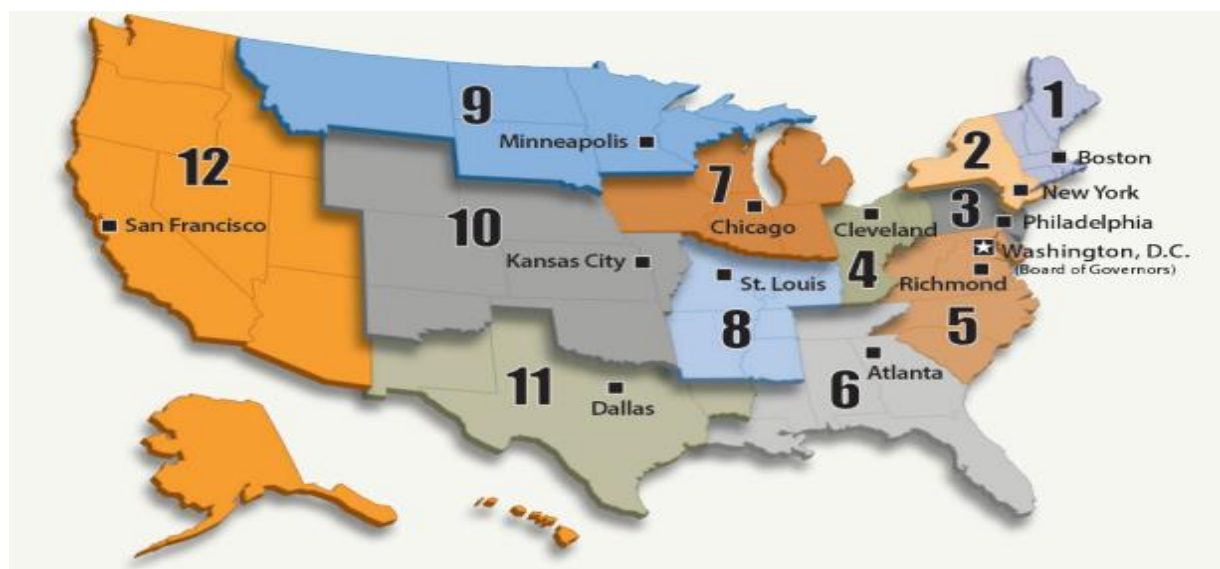 1
2
3
4
5
6
7
8
9
10
11
12
Boston
New York
Philadelphia
Washington, D.C.
(Board of Governors)
Richmond
Cleveland
Chicago
Minneapolis
St. Louis
Kansas City
Atlanta
Dallas
San Francisco